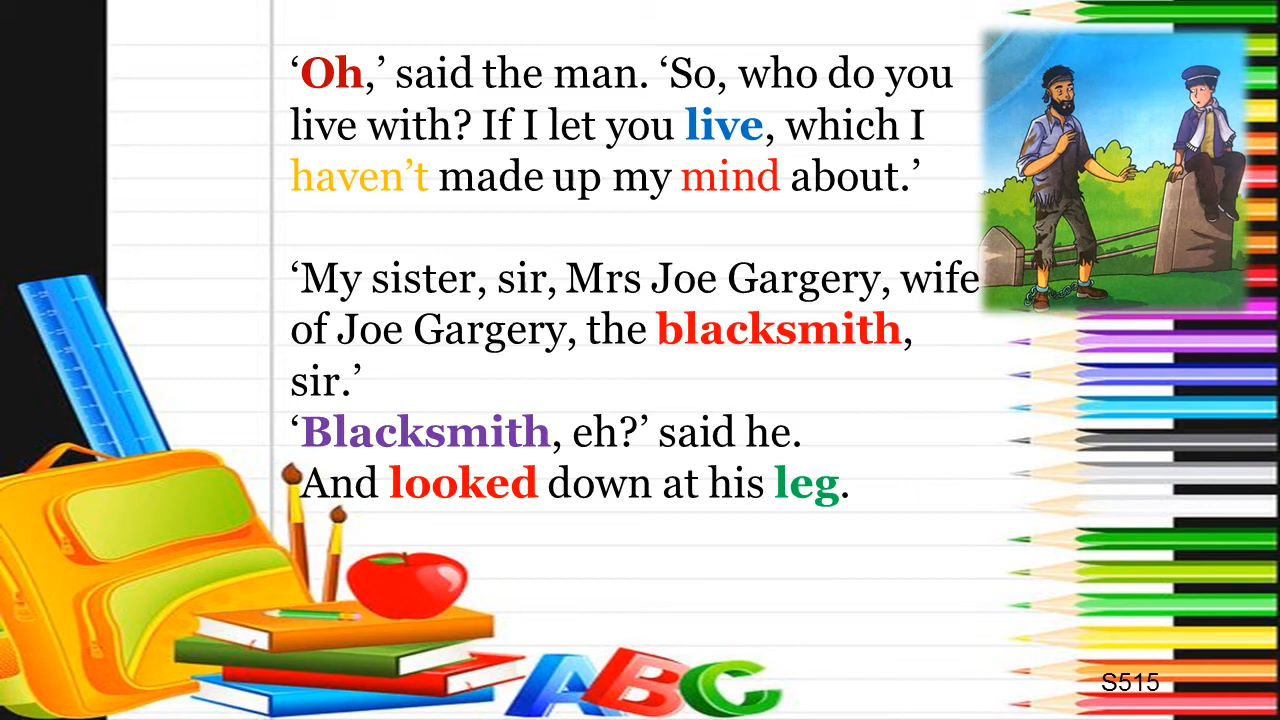 ‘Oh,’ said the man. ‘So, who do you
live with? If I let you live, which I
haven’t made up my mind about.’
‘My sister, sir, Mrs Joe Gargery, wife
of Joe Gargery, the blacksmith,
sir.’
‘Blacksmith, eh?’ said he.
And looked down at his leg.
ABC
S515